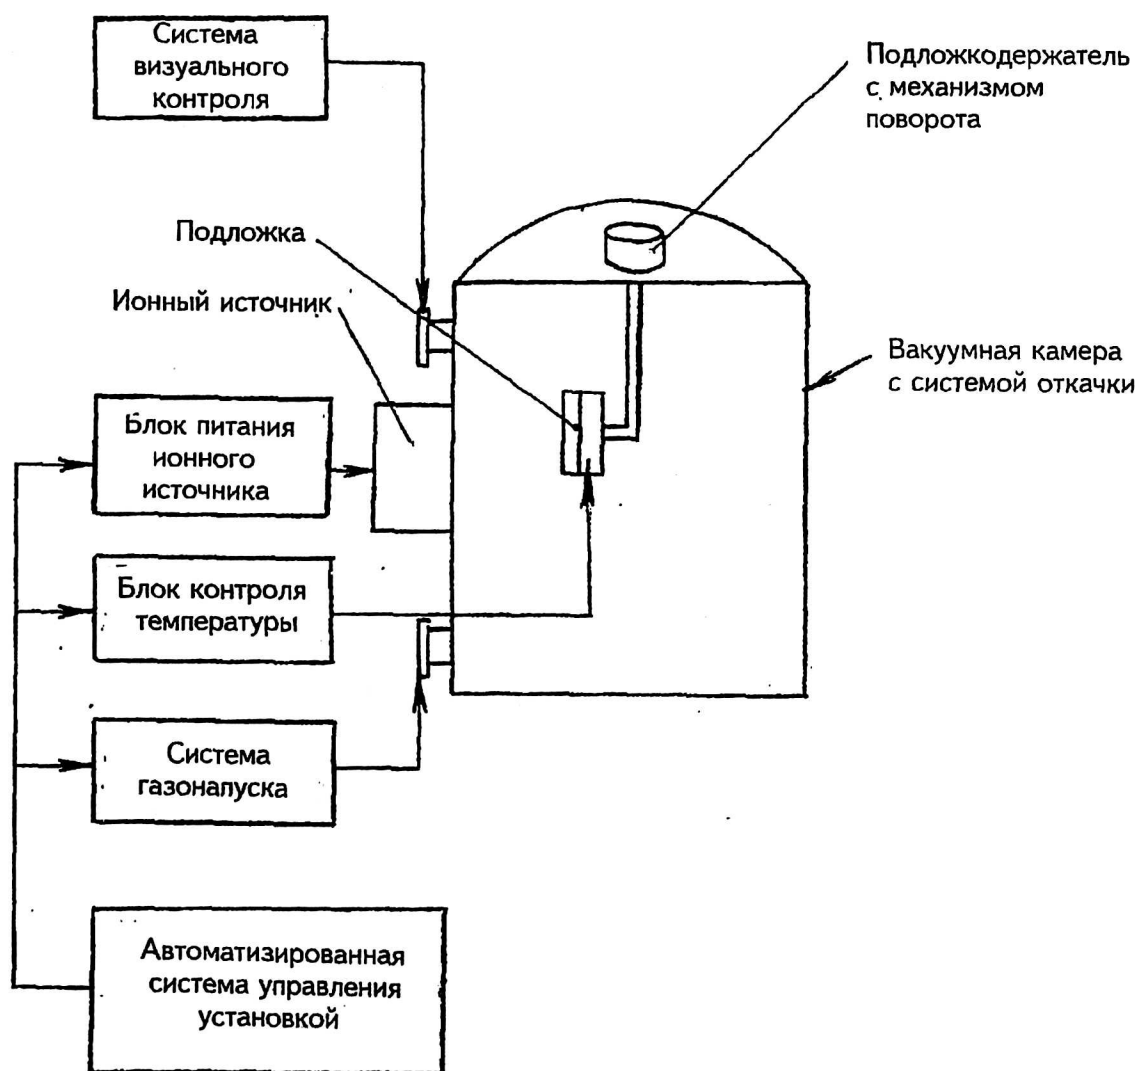 Система
визуального
контроля
Подложкодержатель
с механизмом
поворота
Подложка
Ионный источник
Вакуумная камера
с системой откачки
Блок питания
ионного
источника
Блок контроля
температуры
Система
газонапуска
Автоматизированная
система управления
установкой